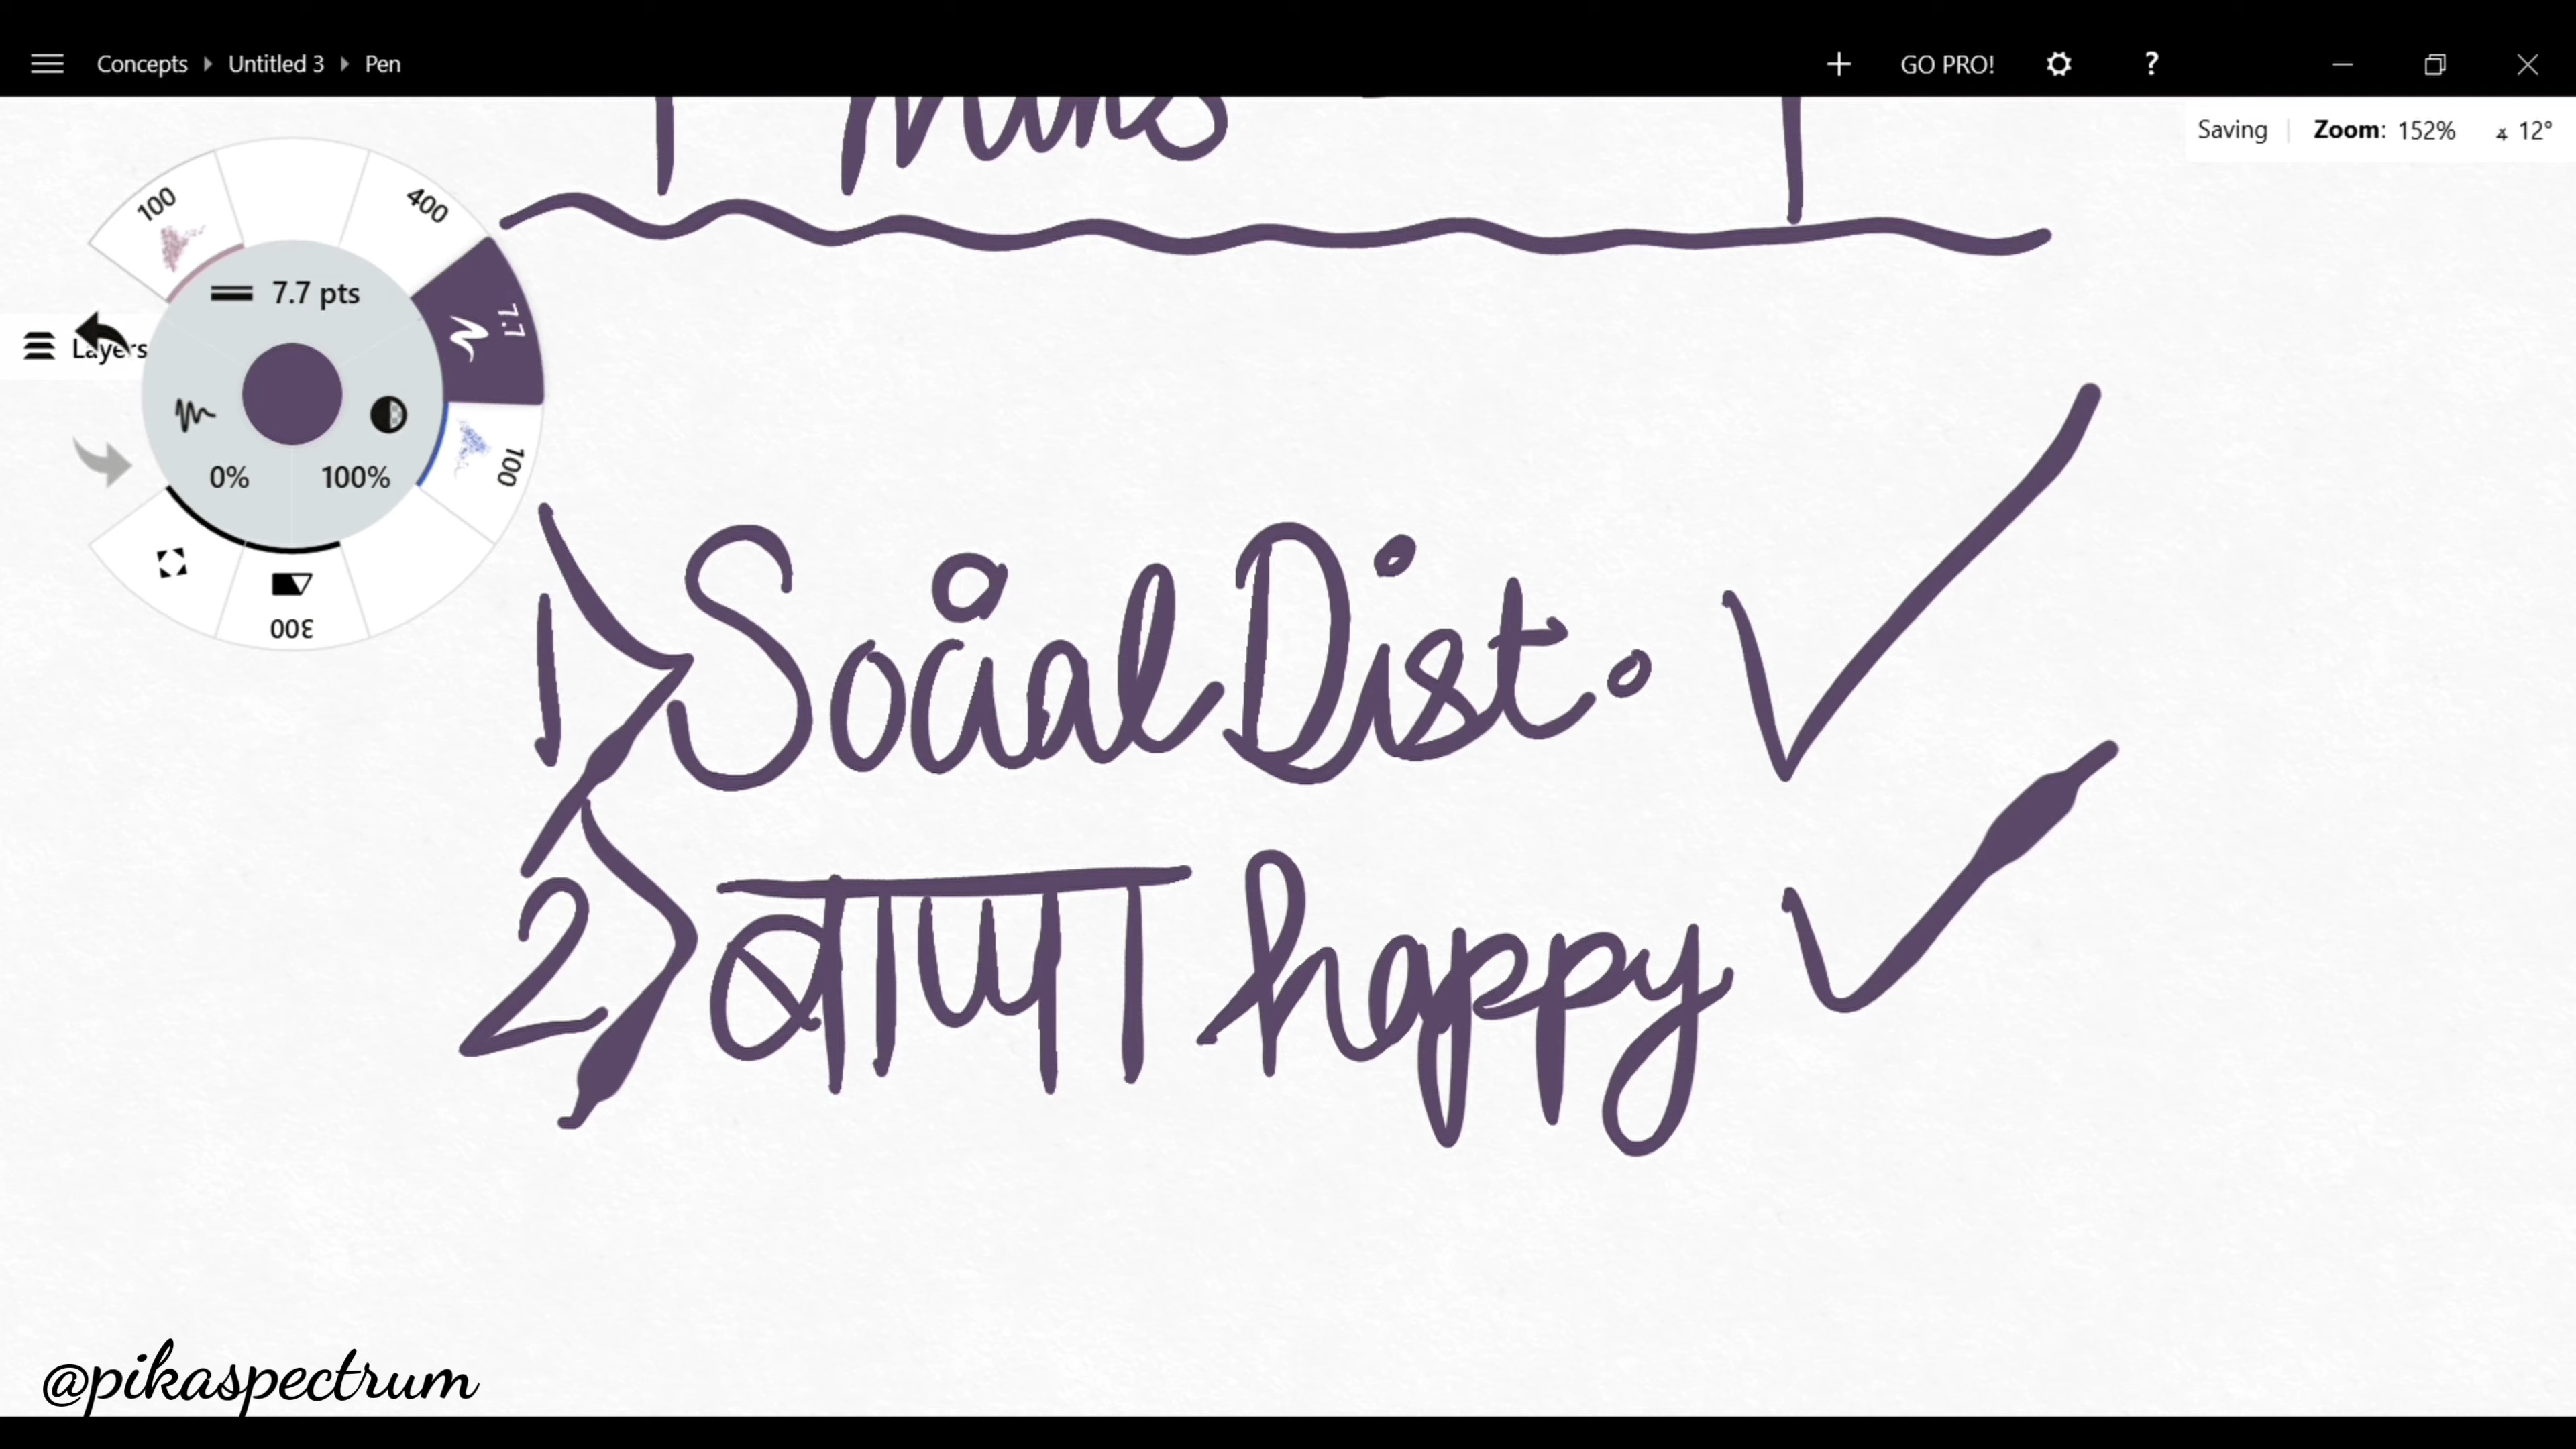 Concepts Untitled 3 Pen + GO PRO! ?
Saving Zoom: 152% 12°
100
400
7.7 pts
7.7
Layers
0% 100%
100
300
1> Social Dist.
2> बाप्पा happy
@pikaspectrum